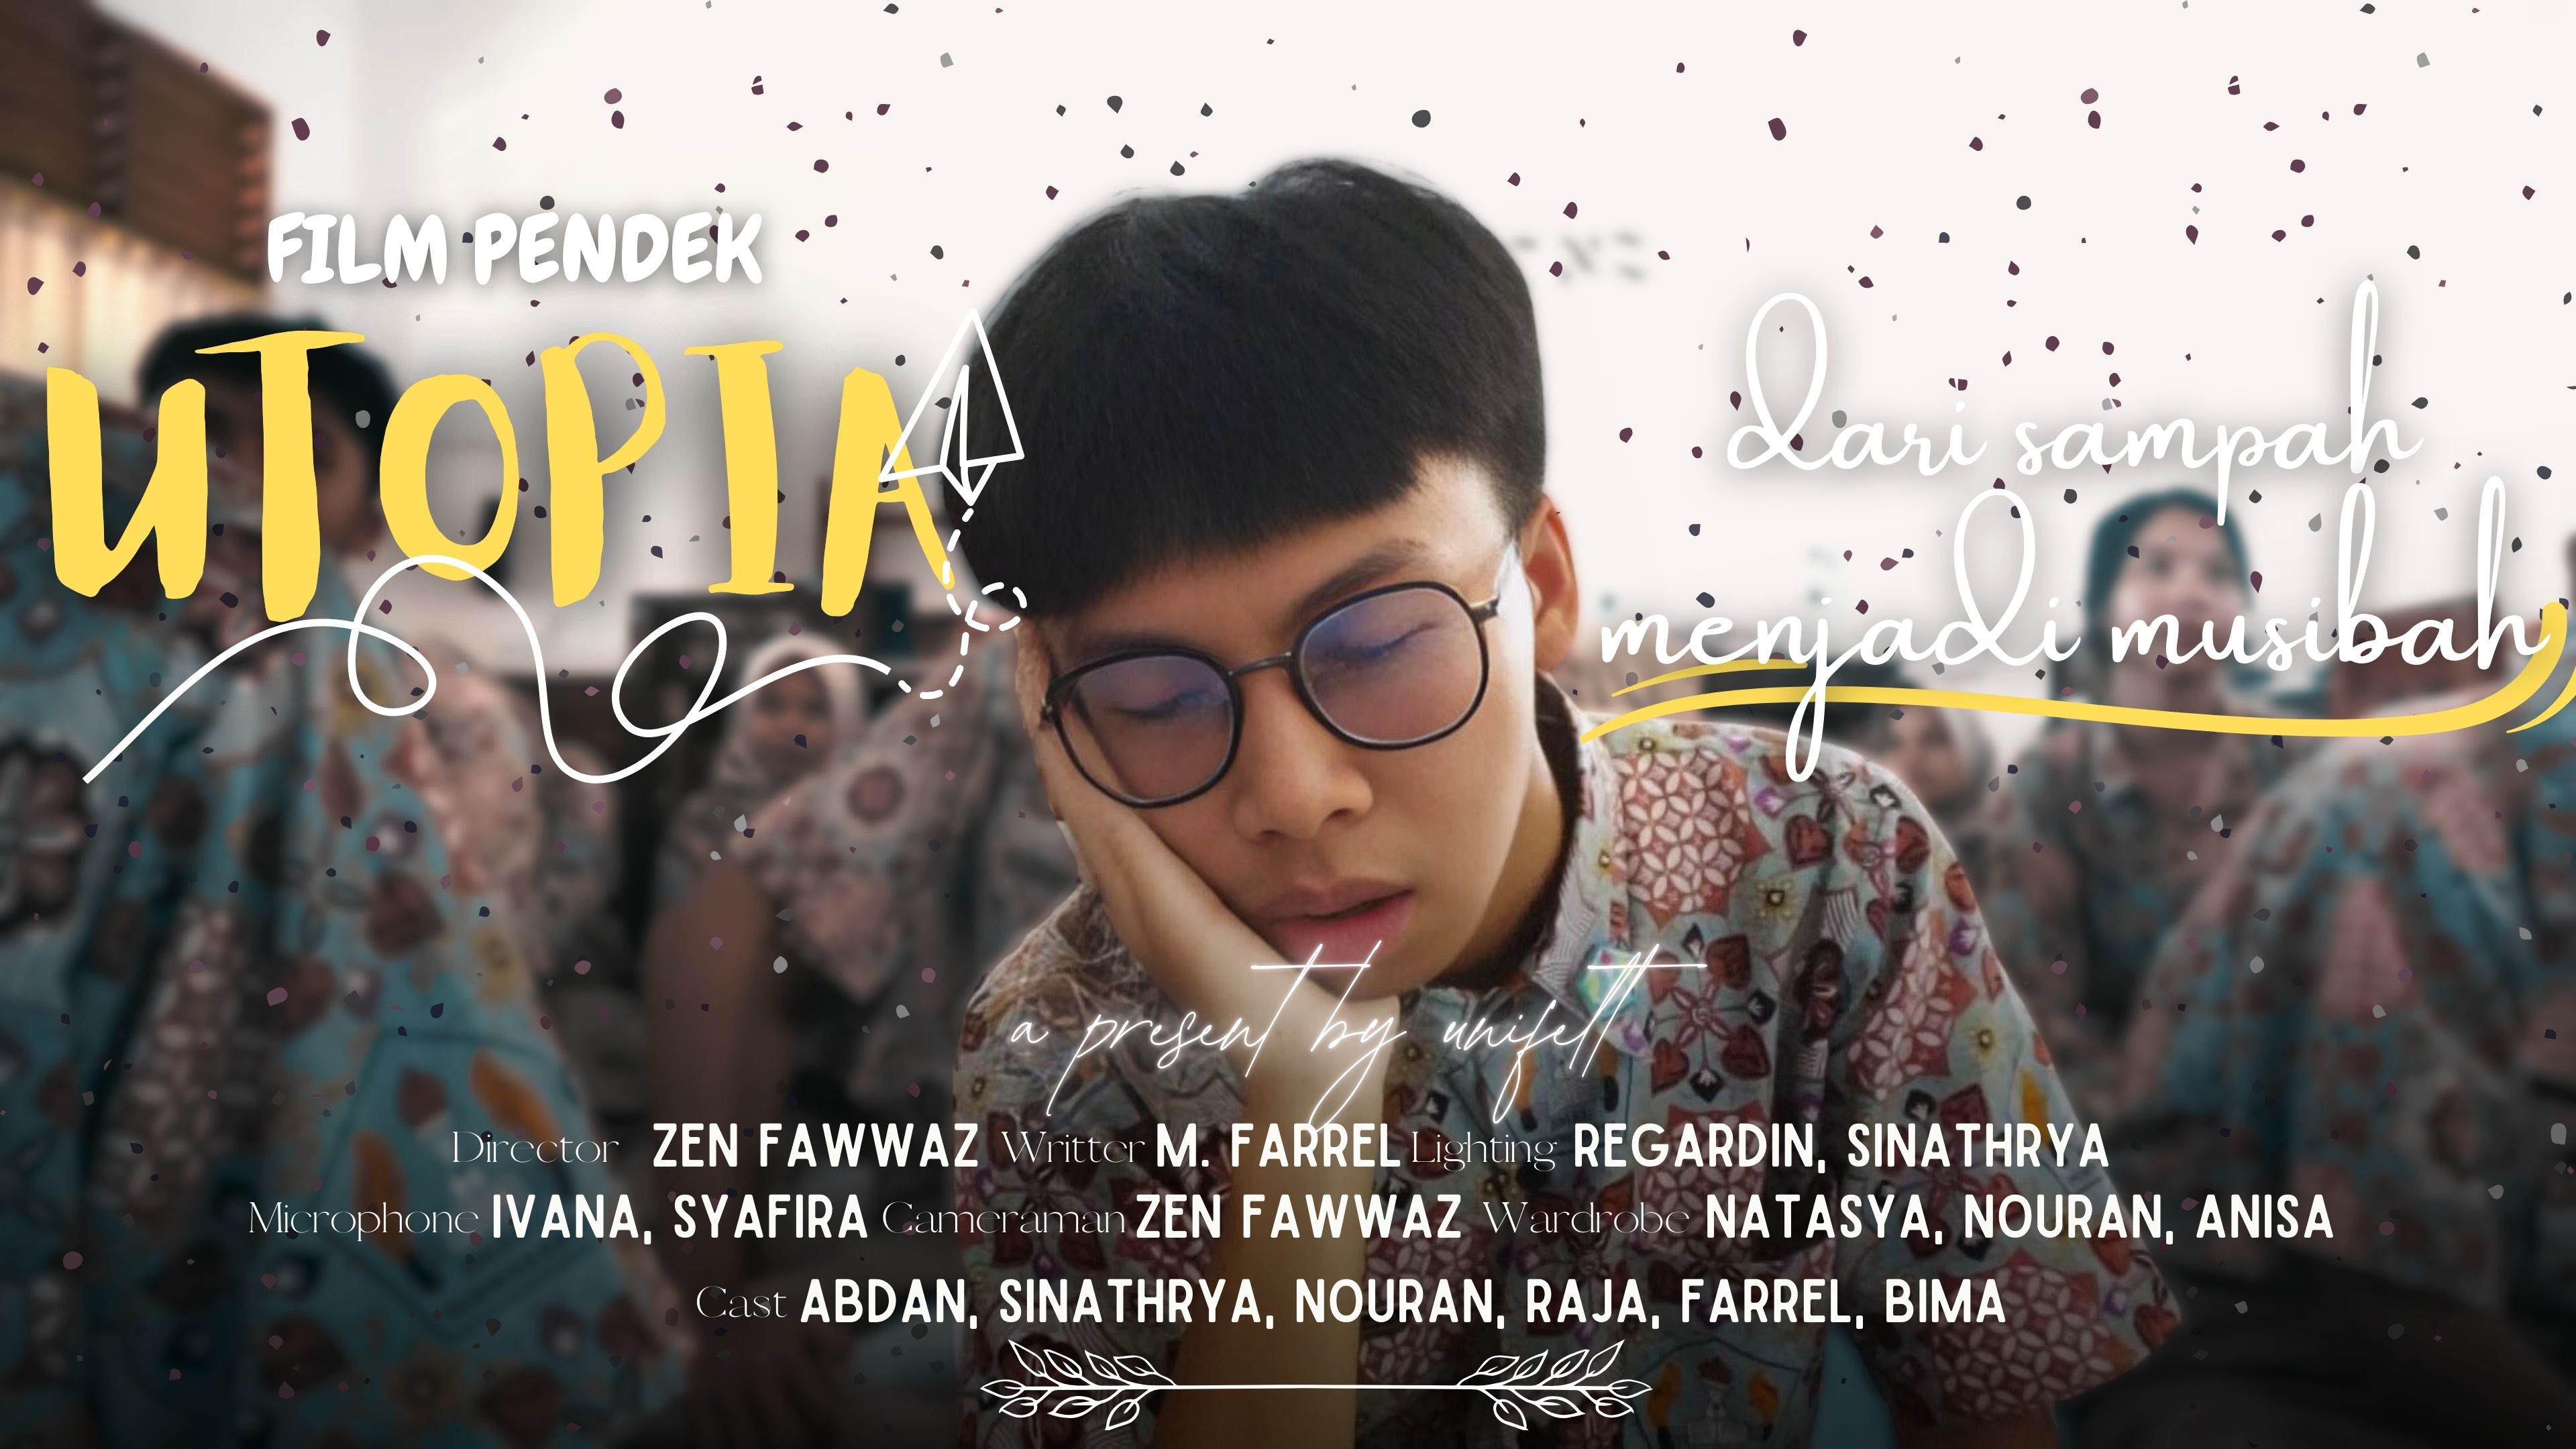 FILM PENDEK
UTOPIA
dari sampah
menjadi musibah
a present by unifett
Director ZEN FAWWAZ Writter M. FARREL Lighting REGARDIN, SINATHRYA
Microphone IVANA, SYAFIRA Cameraman ZEN FAWWAZ Wardrobe NATASYA, NOURAN, ANISA
Cast ABDAN, SINATHRYA, NOURAN, RAJA, FARREL, BIMA